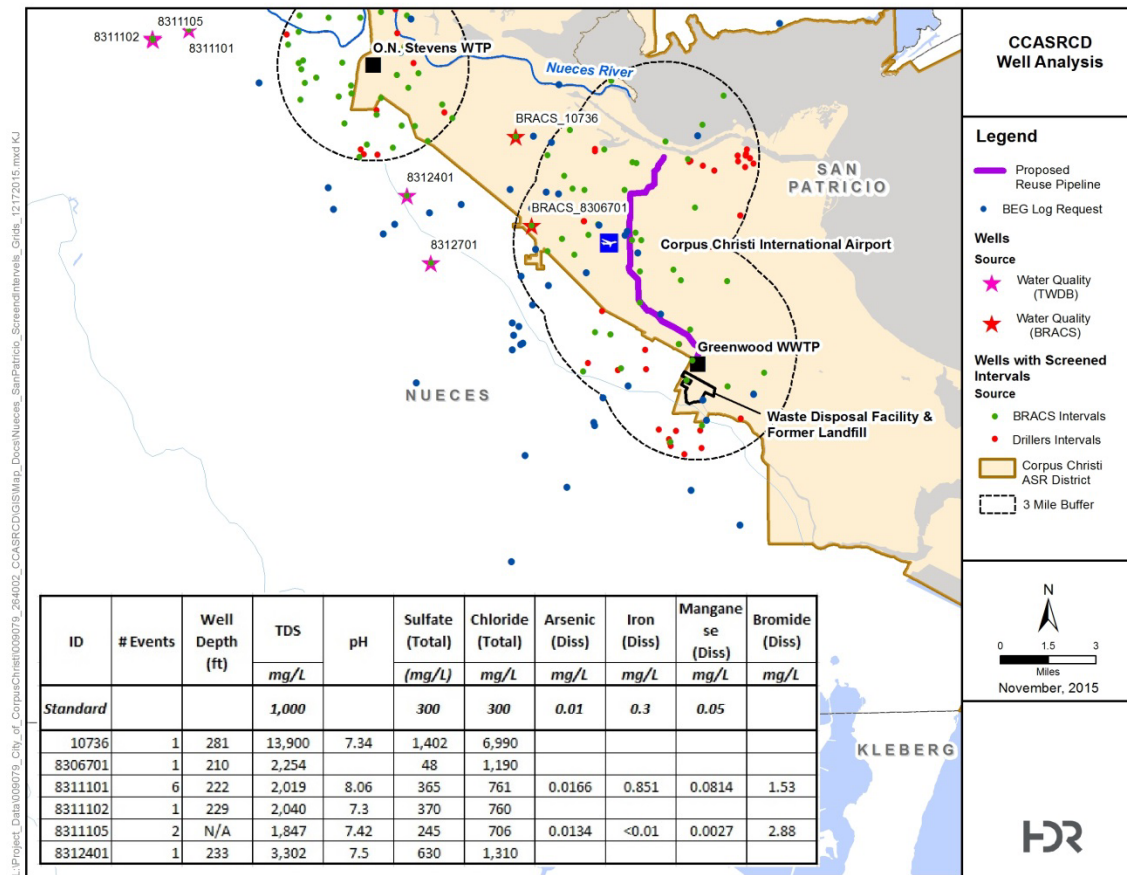 CCASRCD
Well Analysis
8311105
8311102
8311101
O.N. Stevens WTP
Nueces River
BRACS_10736
SAN
PATRICIO
8312401
BRACS_8306701
Corpus Christi International Airport
8312701
Greenwood WWTP
NUECES
Waste Disposal Facility &
Former Landfill
KLEBERG
Legend
Proposed
Reuse Pipeline
BEG Log Request
Wells
Source
Water Quality
(TWDB)
Water Quality
(BRACS)
Wells with Screened
Intervals
Source
BRACS Intervals
Drillers Intervals
Corpus Christi
ASR District
3 Mile Buffer
N
0 1.5 3
Miles
November, 2015
HDR
ID # Events Well Depth (ft) TDS pH Sulfate (Total) Chloride (Total) Arsenic (Diss) Iron (Diss) Mangane se (Diss) Bromide (Diss)
mg/L (mg/L) mg/L mg/L mg/L mg/L mg/L
Standard 1,000 300 300 0.01 0.3 0.05
10736 1 281 13,900 7.34 1,402 6,990
8306701 1 210 2,254 48 1,190
8311101 6 222 2,019 8.06 365 761 0.0166 0.851 0.0814 1.53
8311102 1 229 2,040 7.3 370 760
8311105 2 N/A 1,847 7.42 245 706 0.0134 <0.01 0.0027 2.88
8312401 1 233 3,302 7.5 630 1,310